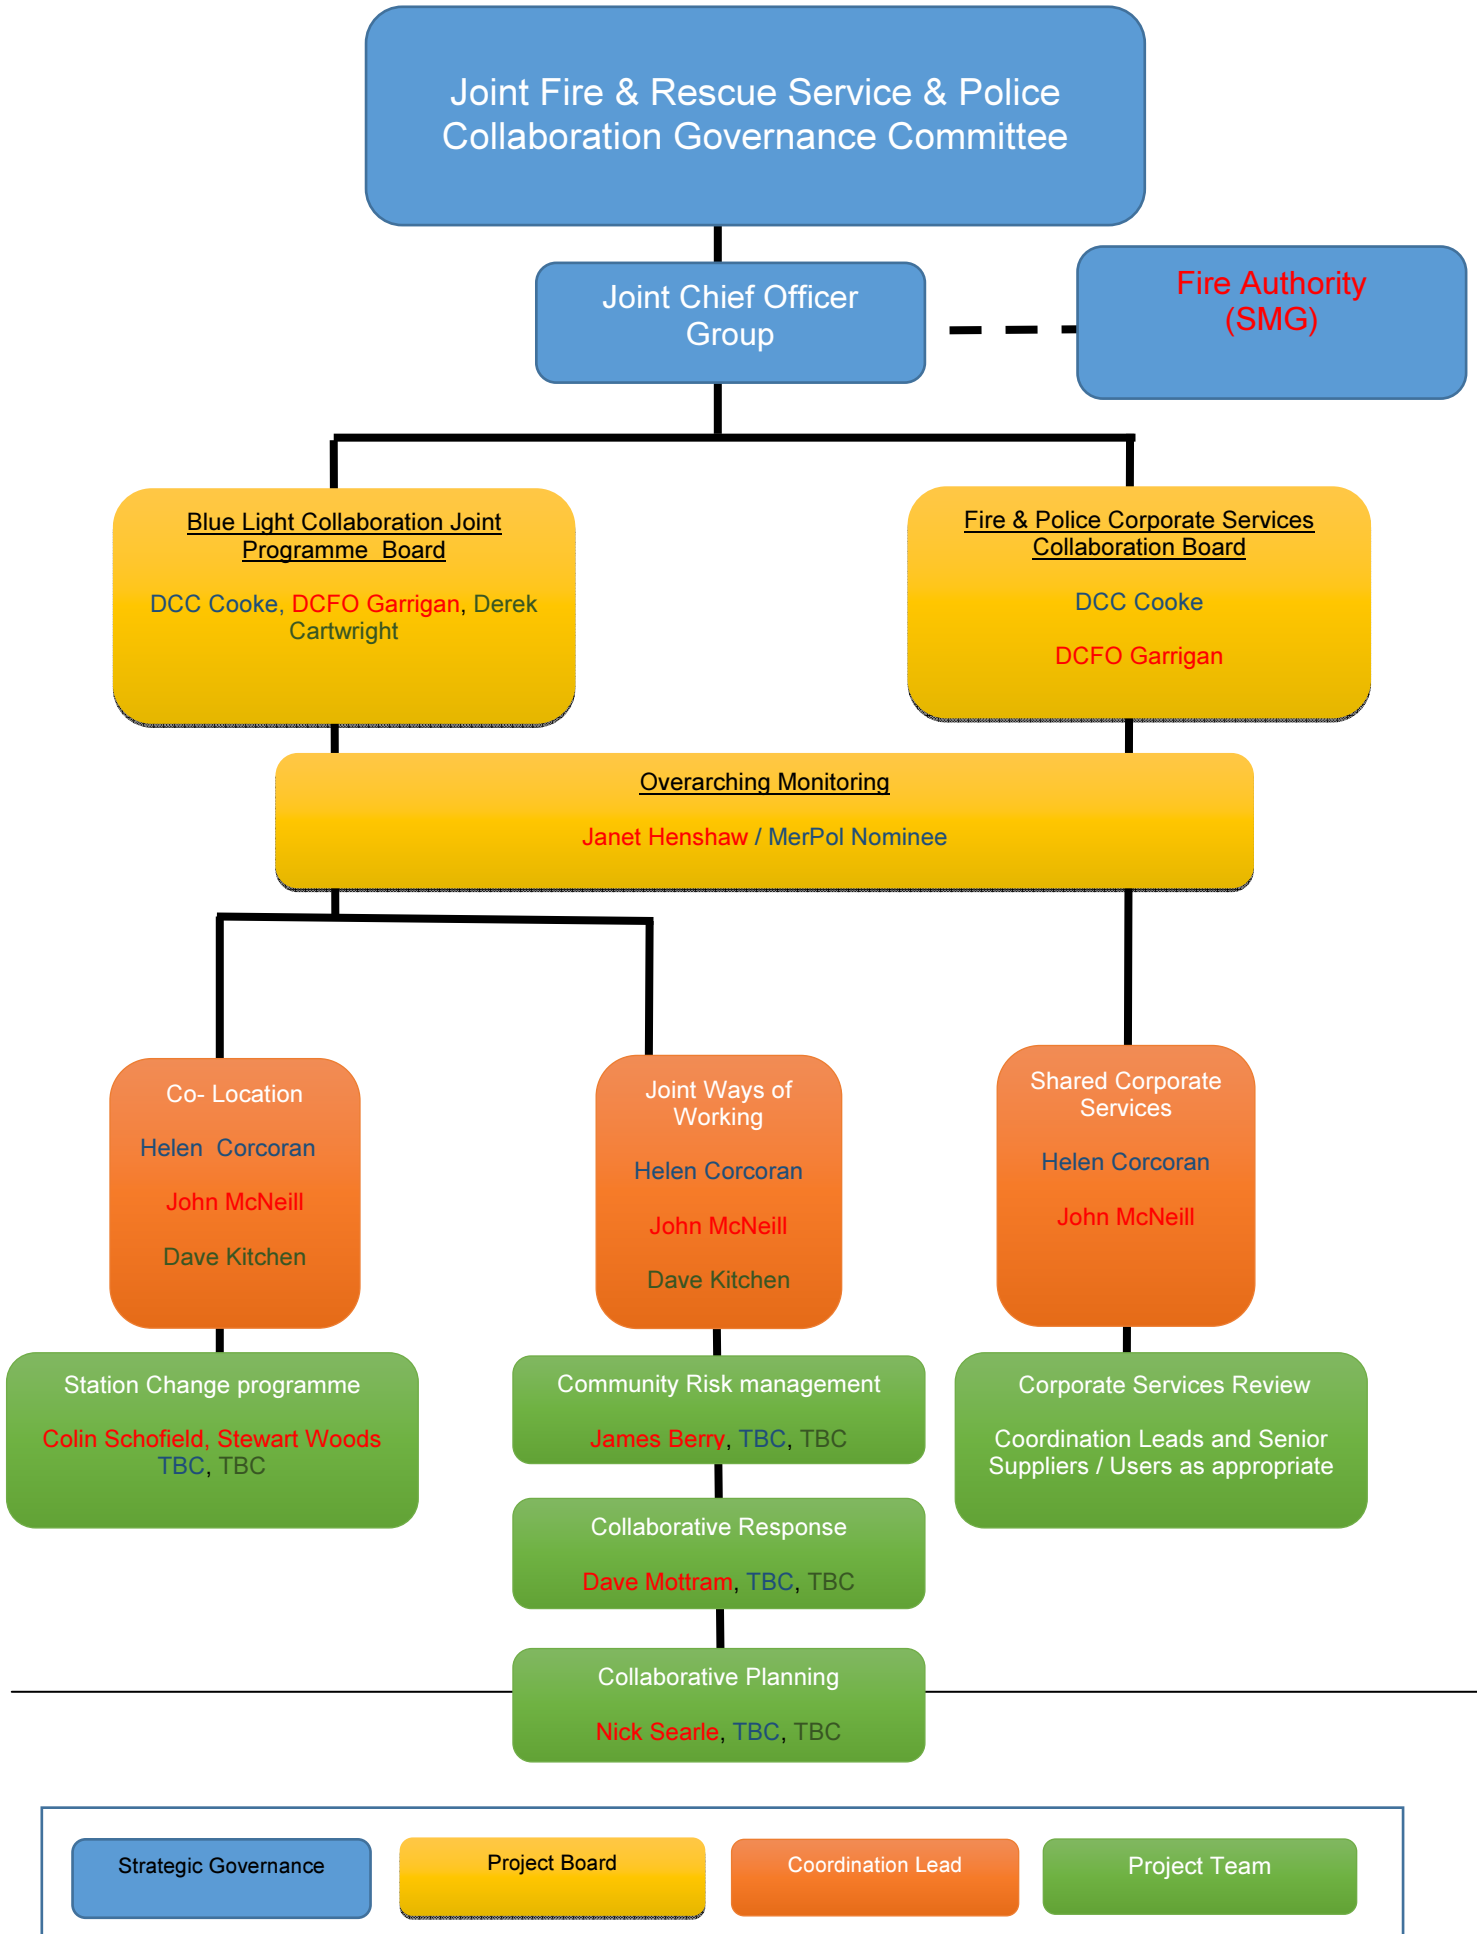 Joint Fire & Rescue Service & Police
Collaboration Governance Committee
Joint Chief Officer
Group
Fire Authority
(SMG)
Blue Light Collaboration Joint
Programme Board
DCC Cooke, DCFO Garrigan, Derek
Cartwright
Fire & Police Corporate Services
Collaboration Board
DCC Cooke
DCFO Garrigan
Overarching Monitoring
Janet Henshaw / MerPol Nominee
Co- Location
Helen Corcoran
John McNeill
Dave Kitchen
Joint Ways of
Working
Helen Corcoran
John McNeill
Dave Kitchen
Shared Corporate
Services
Helen Corcoran
John McNeill
Station Change programme
Colin Schofield, Stewart Woods
TBC, TBC
Community Risk management
James Berry, TBC, TBC
Corporate Services Review
Coordination Leads and Senior
Suppliers / Users as appropriate
Collaborative Response
Dave Mottram, TBC, TBC
Collaborative Planning
Nick Searle, TBC, TBC
Strategic Governance
Project Board
Coordination Lead
Project Team